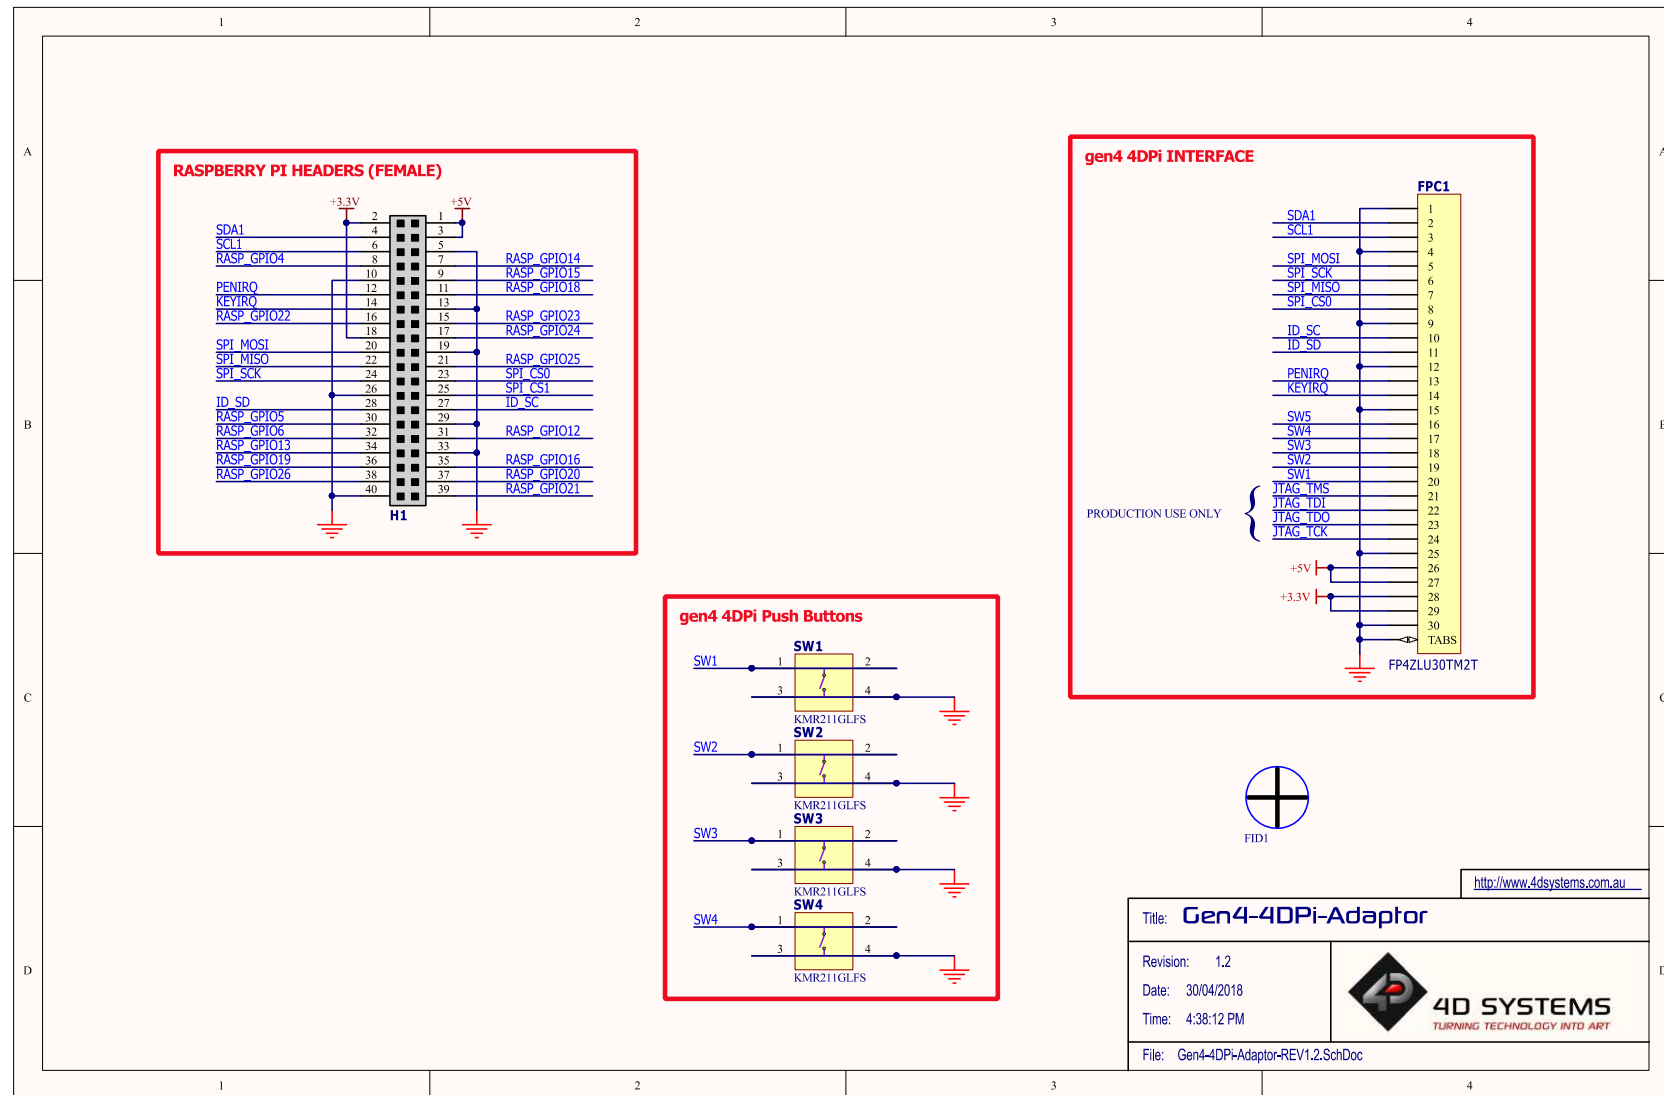 1 2 3 4
A A
RASPBERRY PI HEADERS (FEMALE)
+3.3V +5V
2 1
SDA1 4 3
SCL1 6 5
RASP_GPIO4 8 7 RASP_GPIO14
10 9 RASP_GPIO15
PENIRQ 12 11 RASP_GPIO18
KEYIRQ 14 13
RASP_GPIO22 16 15 RASP_GPIO23
18 17 RASP_GPIO24
SPI_MOSI 20 19
SPI_MISO 22 21 RASP_GPIO25
SPI_SCK 24 23 SPI_CS0
26 25 SPI_CS1
ID_SD 28 27 ID_SC
RASP_GPIO5 30 29
RASP_GPIO6 32 31 RASP_GPIO12
RASP_GPIO13 34 33
RASP_GPIO19 36 35 RASP_GPIO16
RASP_GPIO26 38 37 RASP_GPIO20
40 39 RASP_GPIO21
H1
gen4 4DPi INTERFACE
FPC1
1
SDA1 2
SCL1 3
4
SPI_MOSI 5
SPI_SCK 6
SPI_MISO 7
SPI_CS0 8
9
ID_SC 10
ID_SD 11
12
PENIRQ 13
KEYIRQ 14
15
SW5 16
SW4 17
SW3 18
SW2 19
SW1 20
JTAG_TMS 21
JTAG_TDI 22
PRODUCTION USE ONLY
JTAG_TDO 23
JTAG_TCK 24
25
+5V 26
27
+3.3V 28
29
30
TABS
FP4ZLU30TM2T
B B
gen4 4DPi Push Buttons
SW1
SW1 1 2
3 4
KMR211GLFS
SW2
SW2 1 2
3 4
KMR211GLFS
SW3
SW3 1 2
3 4
KMR211GLFS
SW4
SW4 1 2
3 4
KMR211GLFS
C C
FID1
http://www.4dsystems.com.au
Title: Gen4-4DPi-Adaptor
Revision: 1.2
Date: 30/04/2018
Time: 4:38:12 PM
4D SYSTEMS
TURNING TECHNOLOGY INTO ART
File: Gen4-4DPi-Adaptor-REV1.2.SchDoc
D D
1 2 3 4